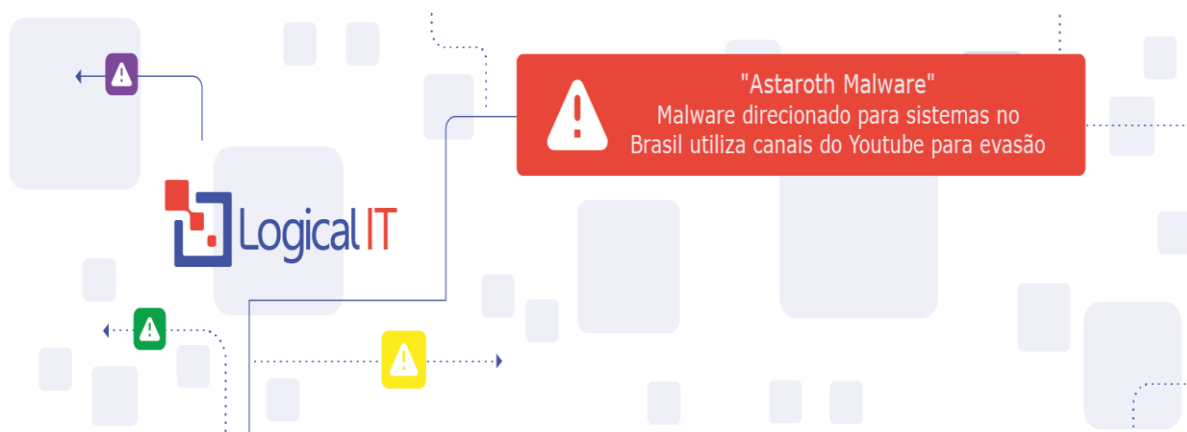 "Astaroth Malware"
Malware direcionado para sistemas no
Brasil utiliza canais do Youtube para evasão
Logical IT